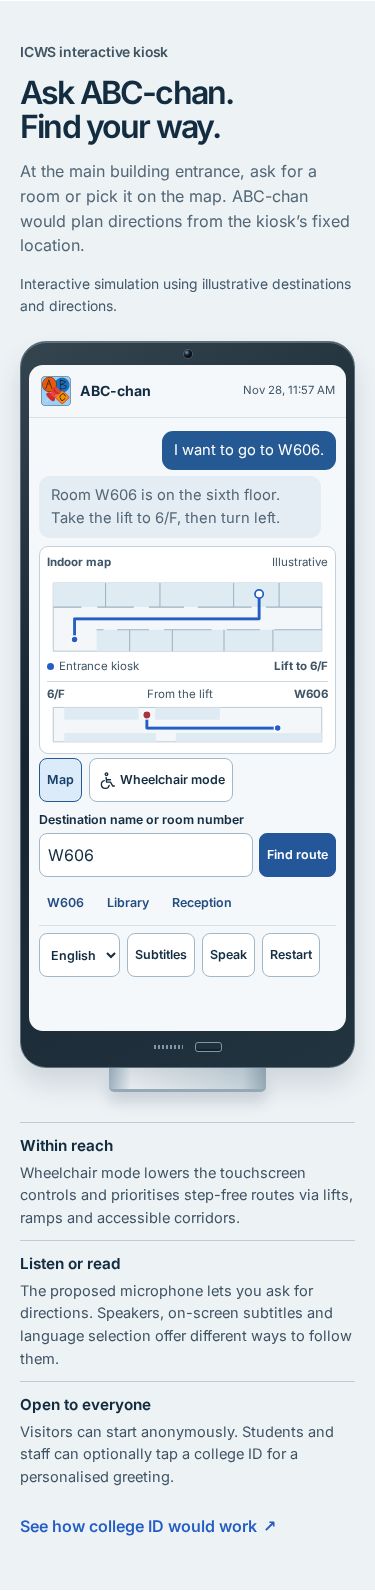 ICWS interactive kiosk
Ask ABC-chan.
Find your way.
At the main building entrance, ask for a
room or pick it on the map. ABC-chan
would plan directions from the kiosk’s fixed
location.
Interactive simulation using illustrative destinations
and directions.
A B C
ABC-chan
Nov 28, 11:57 AM
I want to go to W606.
Room W606 is on the sixth floor.
Take the lift to 6/F, then turn left.
Indoor map
Illustrative
Entrance kiosk
Lift to 6/F
6/F
From the lift
W606
Map
Wheelchair mode
Destination name or room number
W606
Find route
W606
Library
Reception
English
Subtitles
Speak
Restart
Within reach
Wheelchair mode lowers the touchscreen
controls and prioritises step-free routes via lifts,
ramps and accessible corridors.
Listen or read
The proposed microphone lets you ask for
directions. Speakers, on-screen subtitles and
language selection offer different ways to follow
them.
Open to everyone
Visitors can start anonymously. Students and
staff can optionally tap a college ID for a
personalised greeting.
See how college ID would work ↗